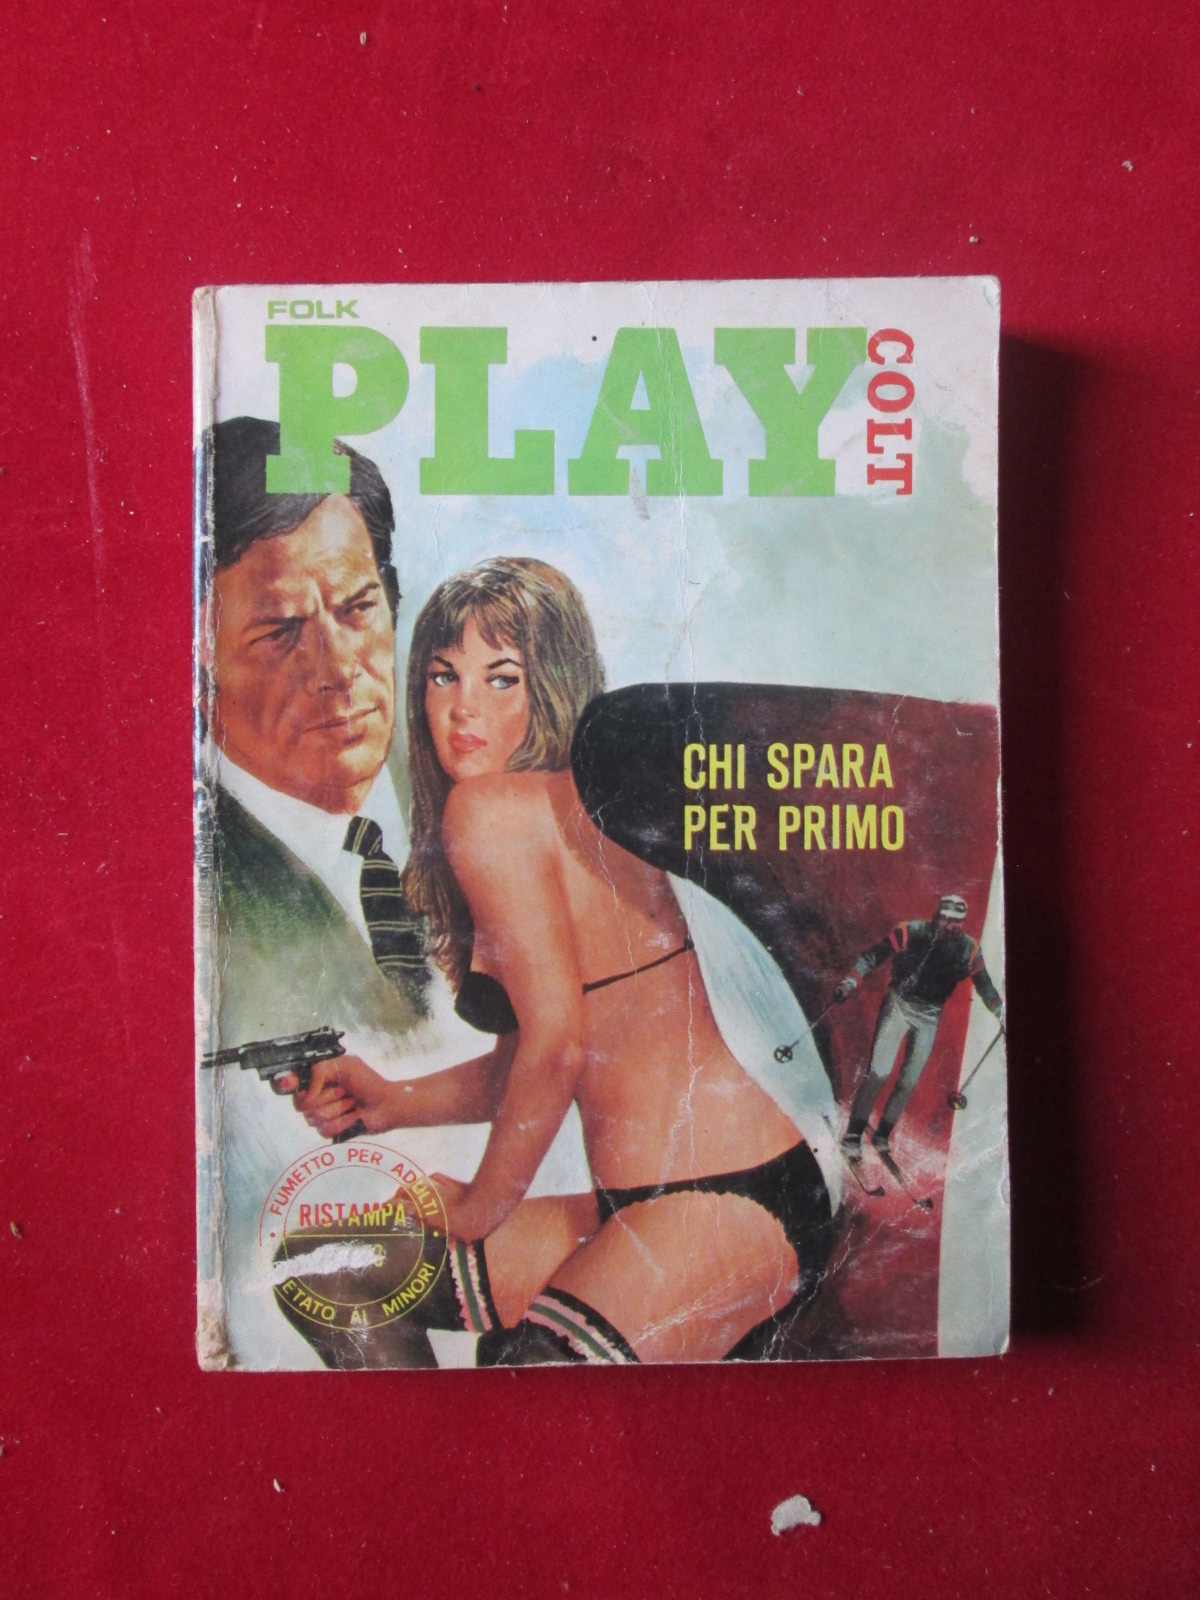 FOLK
PLAY
COLT
CHI SPARA
PER PRIMO
FUMETTO PER ADULTI
RISTAMPA
ETATO AI MINORI